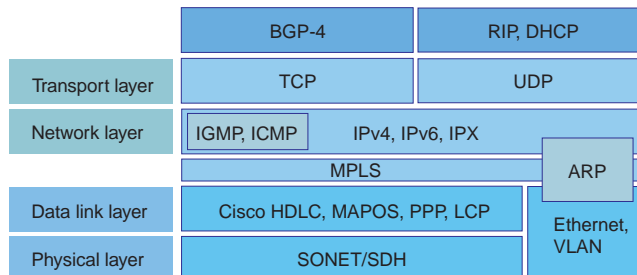 BGP-4
RIP, DHCP
Transport layer
TCP
UDP
Network layer
IGMP, ICMP
IPv4, IPv6, IPX
MPLS
ARP
Data link layer
Cisco HDLC, MAPOS, PPP, LCP
Ethernet,
VLAN
Physical layer
SONET/SDH